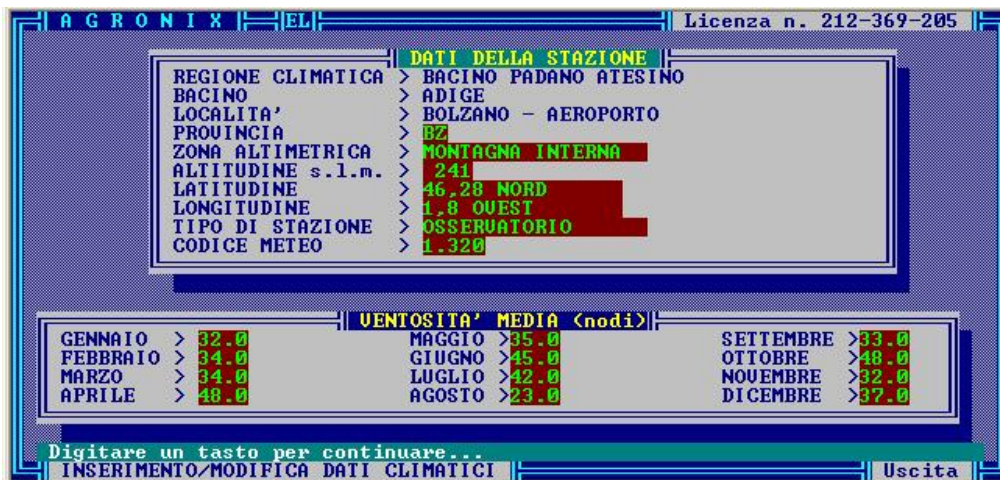 A G R O N I X EL Licenza n. 212-369-205
DATI DELLA STAZIONE
REGIONE CLIMATICA > BACINO PADANO ATESINO
BACINO > ADIGE
LOCALITA' > BOLZANO - AEROPORTO
PROVINCIA > BZ
ZONA ALTIMETRICA > MONTAGNA INTERNA
ALTITUDINE s.l.m. > 241
LATITUDINE > 46,28 NORD
LONGITUDINE > 1,8 OVEST
TIPO DI STAZIONE > OSSERVATORIO
CODICE METEO > 1.320
VENTOSITA' MEDIA (nodi)
GENNAIO > 32.0 MAGGIO >35.0 SETTEMBRE >33.0
FEBBRAIO > 34.0 GIUGNO >45.0 OTTOBRE >48.0
MARZO > 34.0 LUGLIO >42.0 NOVEMBRE >32.0
APRILE > 48.0 AGOSTO >23.0 DICEMBRE >37.0
Digitare un tasto per continuare...
INSERIMENTO/MODIFICA DATI CLIMATICI Uscita